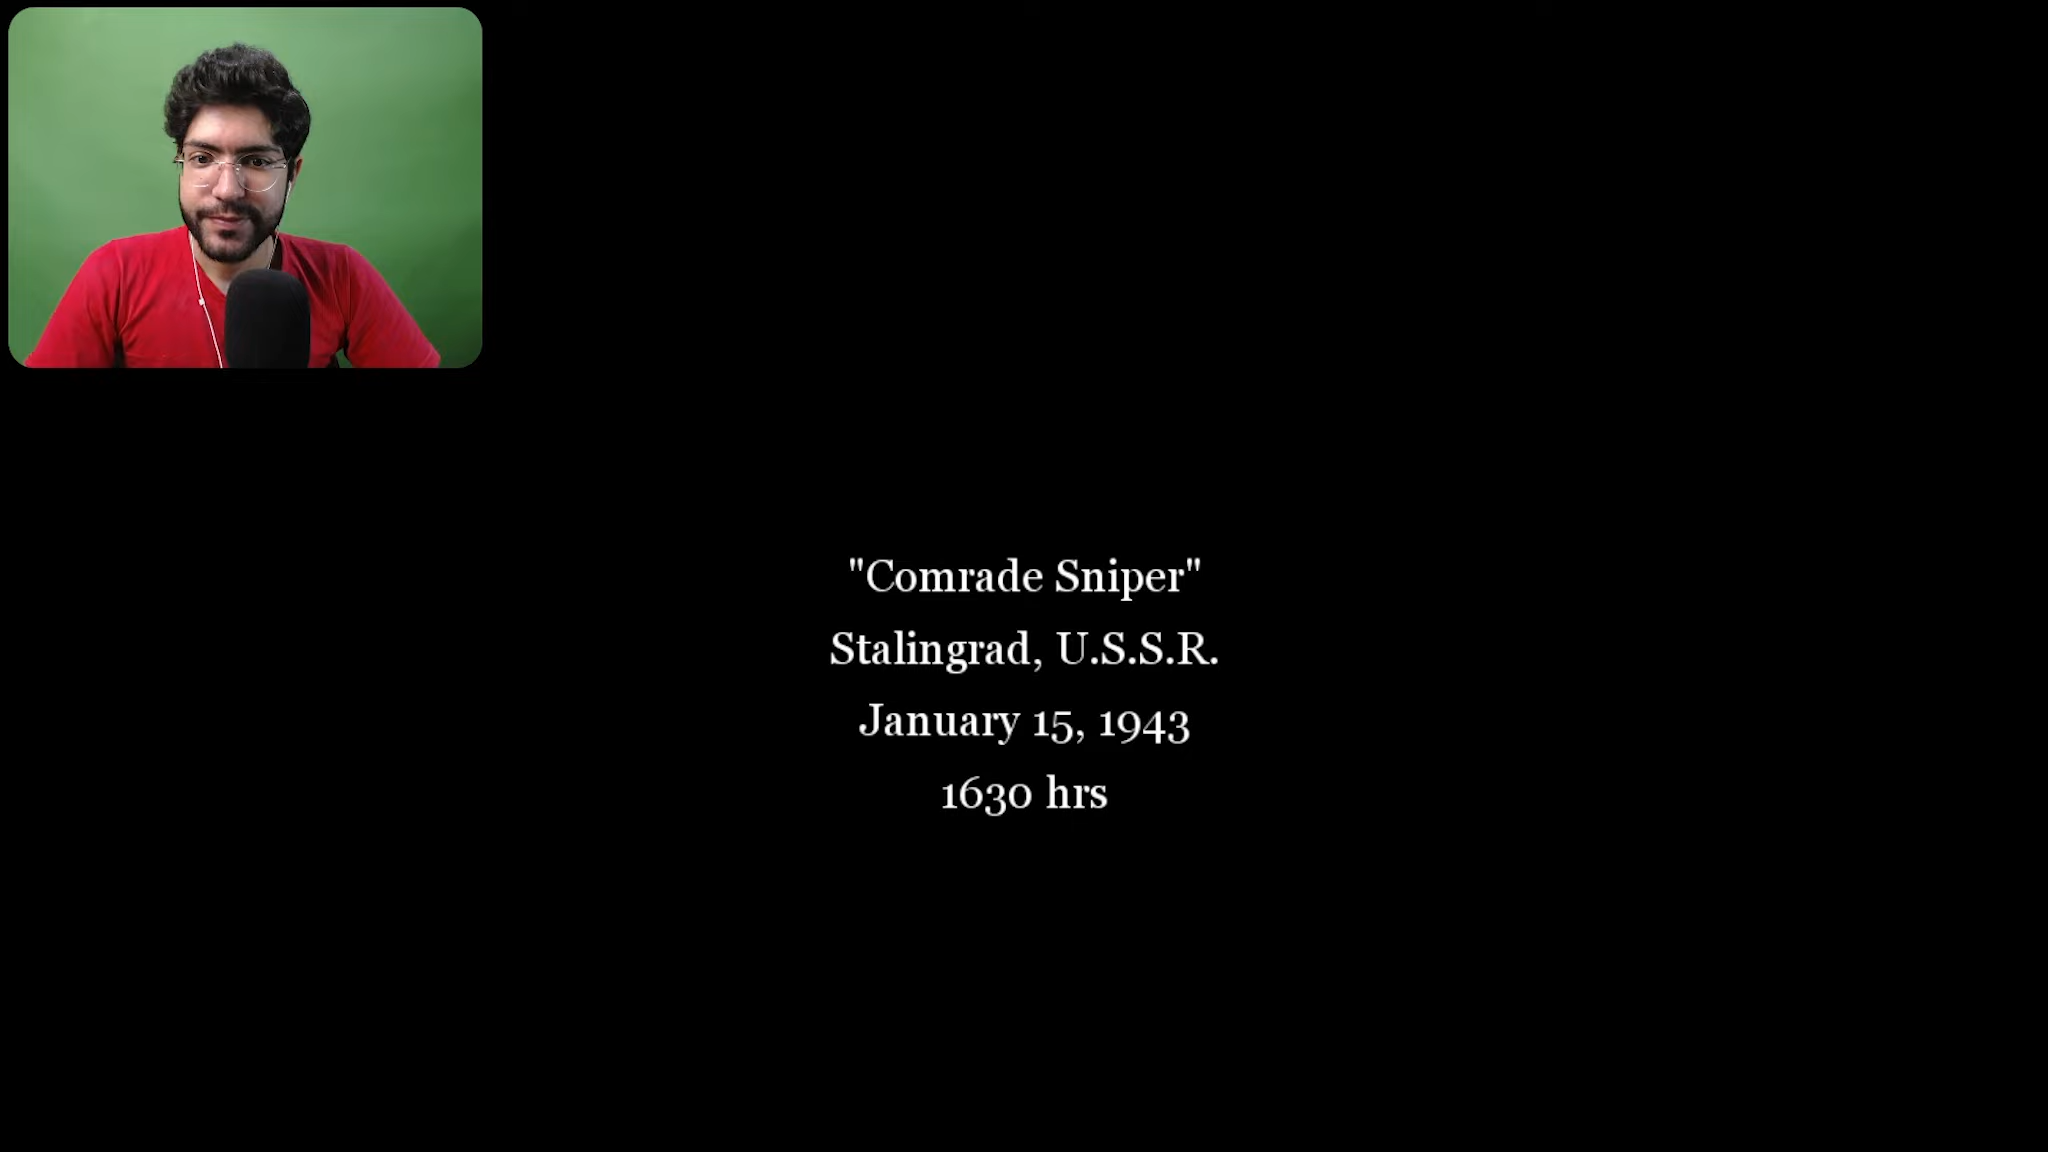 "Comrade Sniper"
Stalingrad, U.S.S.R.
January 15, 1943
1630 hrs